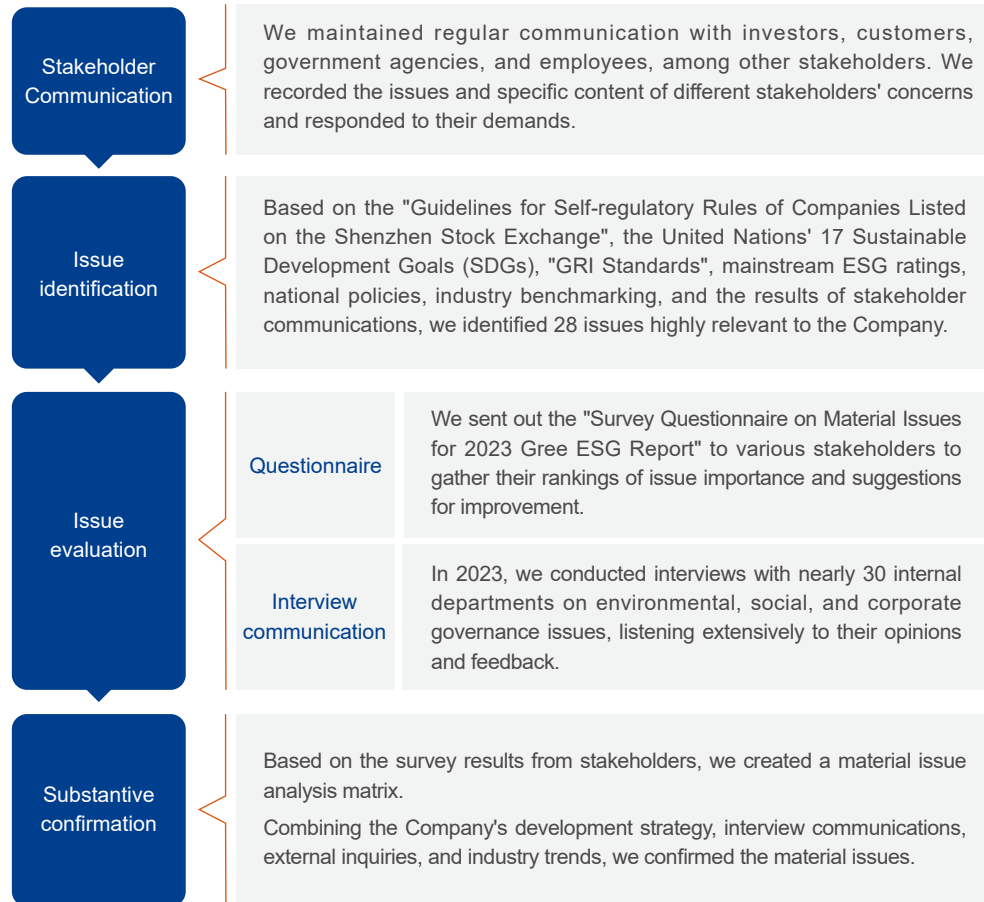 Stakeholder
Communication
We maintained regular communication with investors, customers,
government agencies, and employees, among other stakeholders. We
recorded the issues and specific content of different stakeholders' concerns
and responded to their demands.
Issue
identification
Based on the "Guidelines for Self-regulatory Rules of Companies Listed
on the Shenzhen Stock Exchange", the United Nations' 17 Sustainable
Development Goals (SDGs), "GRI Standards", mainstream ESG ratings,
national policies, industry benchmarking, and the results of stakeholder
communications, we identified 28 issues highly relevant to the Company.
Issue
evaluation
Questionnaire
We sent out the "Survey Questionnaire on Material Issues
for 2023 Gree ESG Report" to various stakeholders to
gather their rankings of issue importance and suggestions
for improvement.
Interview
communication
In 2023, we conducted interviews with nearly 30 internal
departments on environmental, social, and corporate
governance issues, listening extensively to their opinions
and feedback.
Substantive
confirmation
Based on the survey results from stakeholders, we created a material issue
analysis matrix.
Combining the Company's development strategy, interview communications,
external inquiries, and industry trends, we confirmed the material issues.